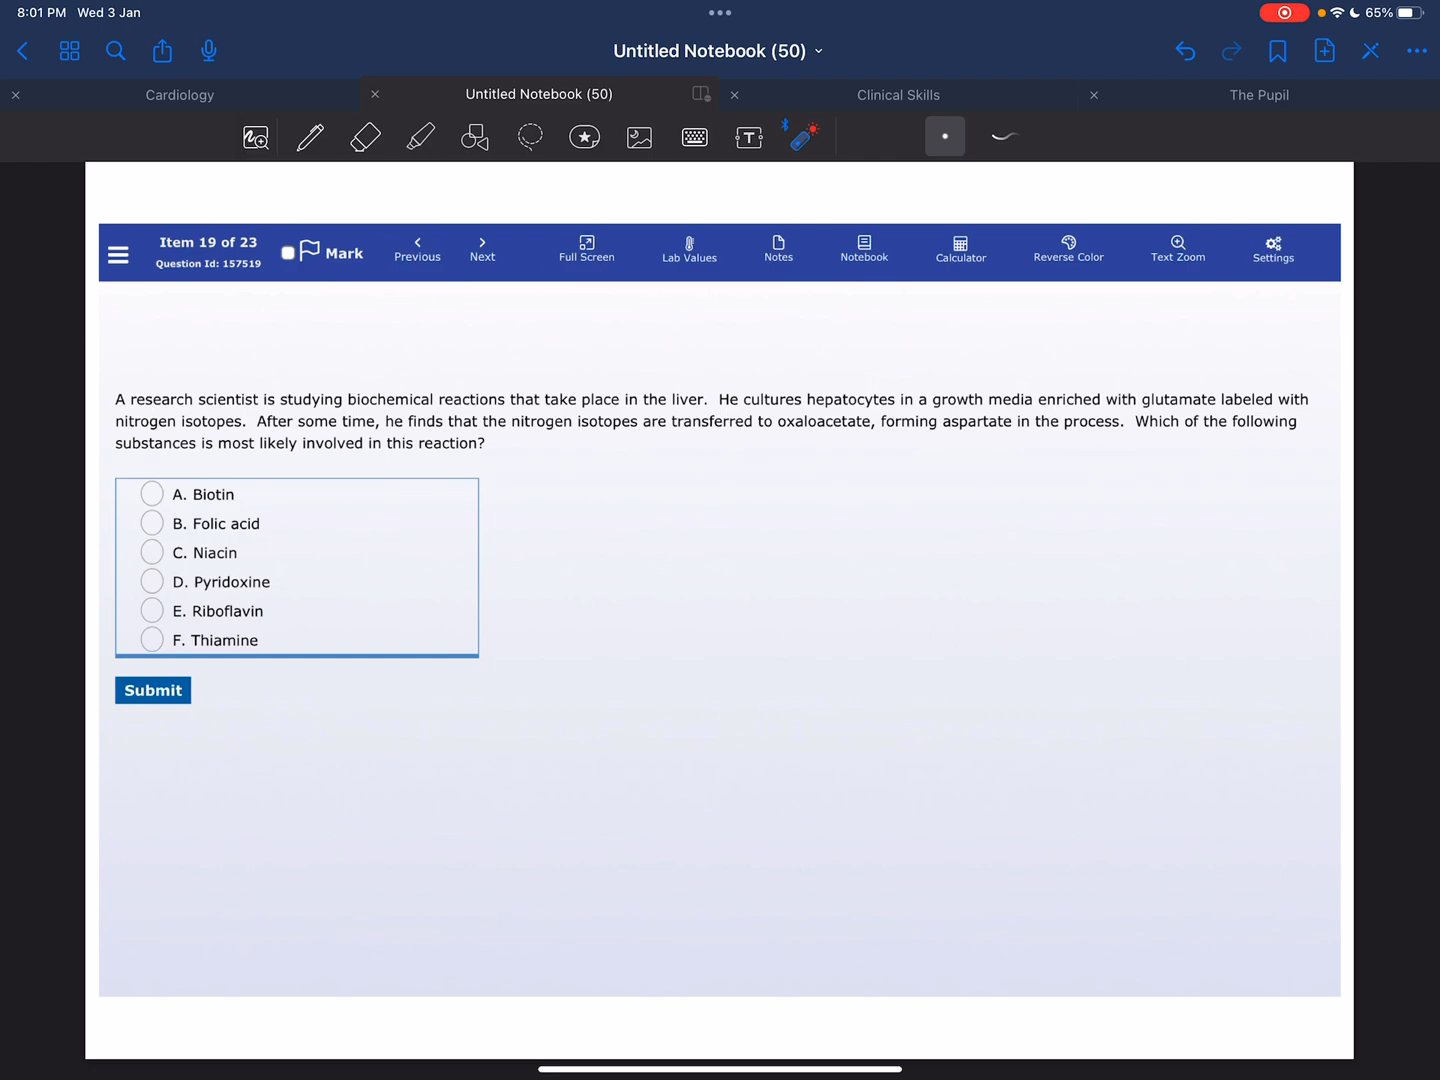 8:01 PM Wed 3 Jan
65%
Untitled Notebook (50)
Cardiology
Untitled Notebook (50)
Clinical Skills
The Pupil
Item 19 of 23
Question Id: 157519
Mark
Previous
Next
Full Screen
Lab Values
Notes
Notebook
Calculator
Reverse Color
Text Zoom
Settings
A research scientist is studying biochemical reactions that take place in the liver. He cultures hepatocytes in a growth media enriched with glutamate labeled with
nitrogen isotopes. After some time, he finds that the nitrogen isotopes are transferred to oxaloacetate, forming aspartate in the process. Which of the following
substances is most likely involved in this reaction?
A. Biotin
B. Folic acid
C. Niacin
D. Pyridoxine
E. Riboflavin
F. Thiamine
Submit